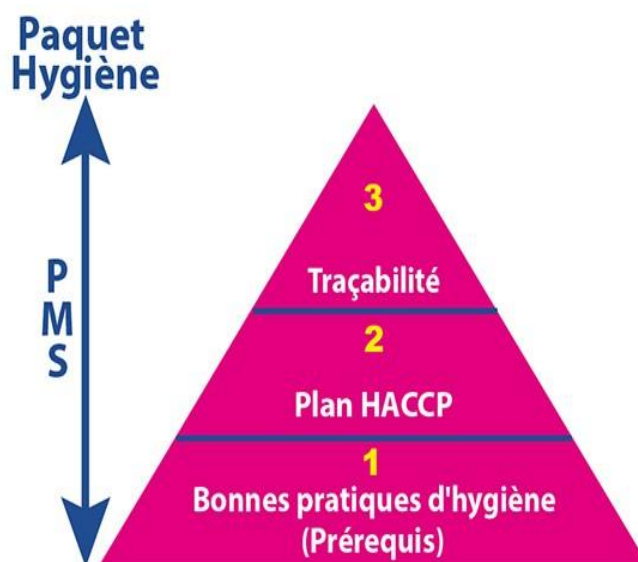 Paquet
Hygiène
P
M
S
3
Traçabilité
2
Plan HACCP
1
Bonnes pratiques d'hygiène
(Prérequis)